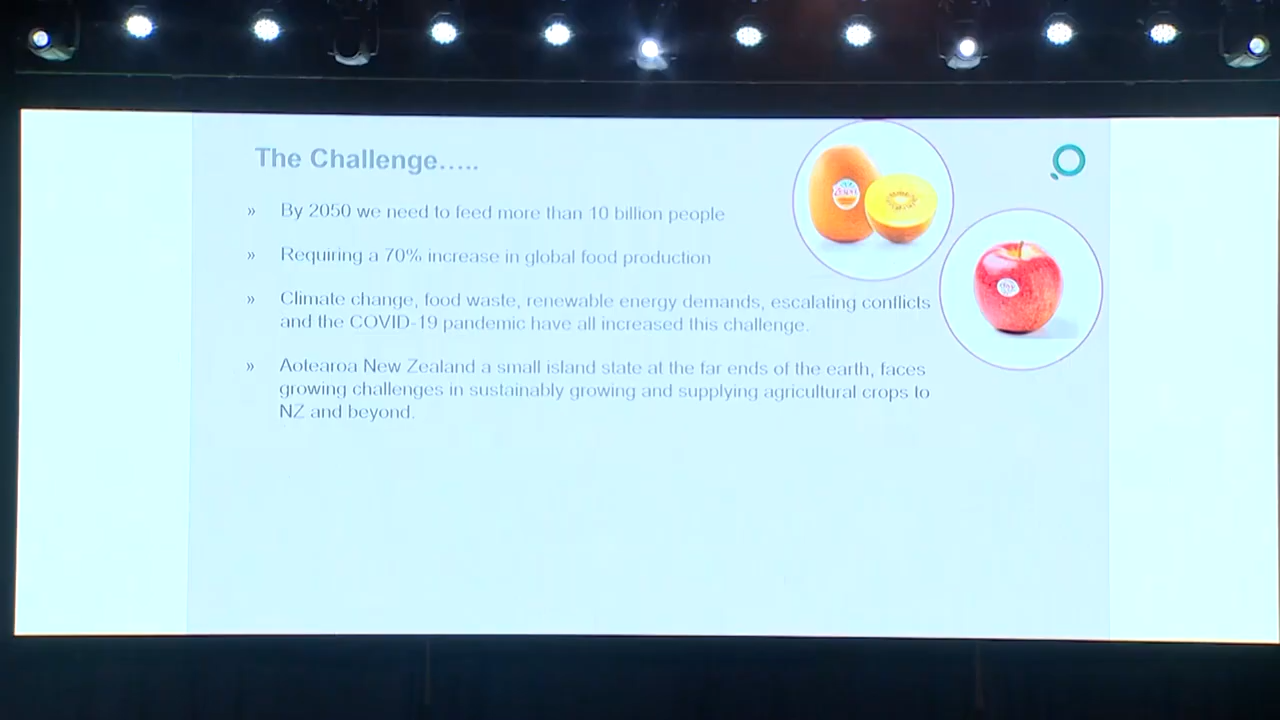 The Challenge…..
» By 2050 we need to feed more than 10 billion people
» Requiring a 70% increase in global food production
» Climate change, food waste, renewable energy demands, escalating conflicts
and the COVID-19 pandemic have all increased this challenge.
» Aotearoa New Zealand a small island state at the far ends of the earth, faces
growing challenges in sustainably growing and supplying agricultural crops to
NZ and beyond.